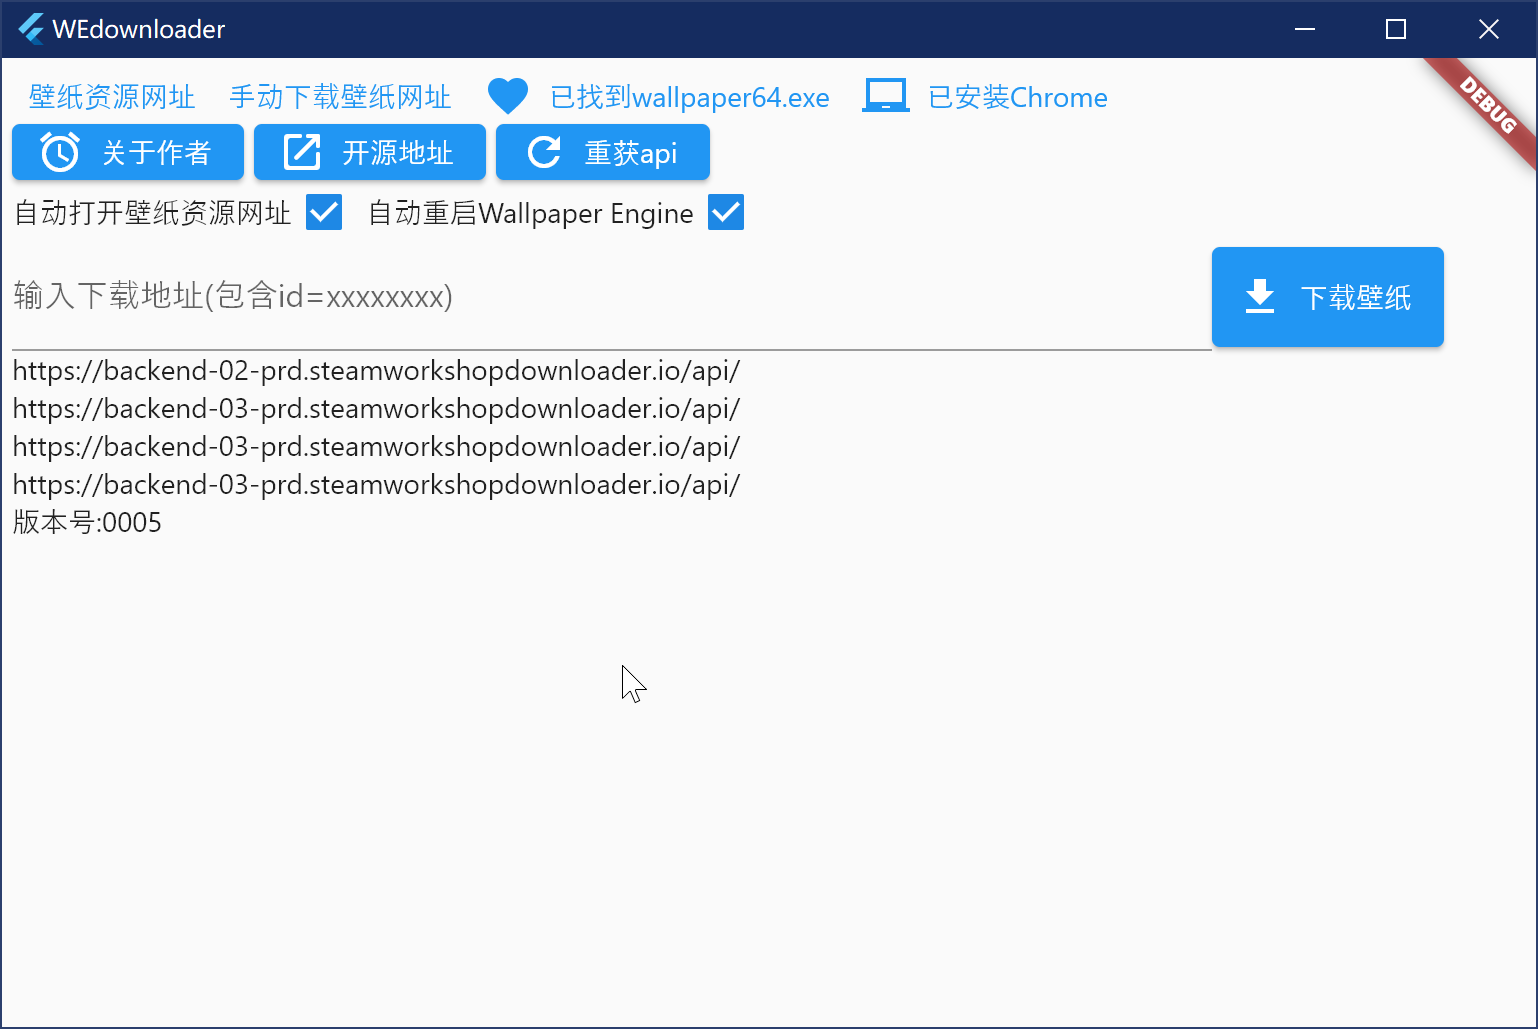 WEdownloader
壁纸资源网址 手动下载壁纸网址 已找到wallpaper64.exe 已安装Chrome
DEBUG
关于作者 开源地址 重获api
自动打开壁纸资源网址 自动重启Wallpaper Engine
输入下载地址(包含id=xxxxxxxx) 下载壁纸
https://backend-02-prd.steamworkshopdownloader.io/api/
https://backend-03-prd.steamworkshopdownloader.io/api/
https://backend-03-prd.steamworkshopdownloader.io/api/
https://backend-03-prd.steamworkshopdownloader.io/api/
版本号:0005